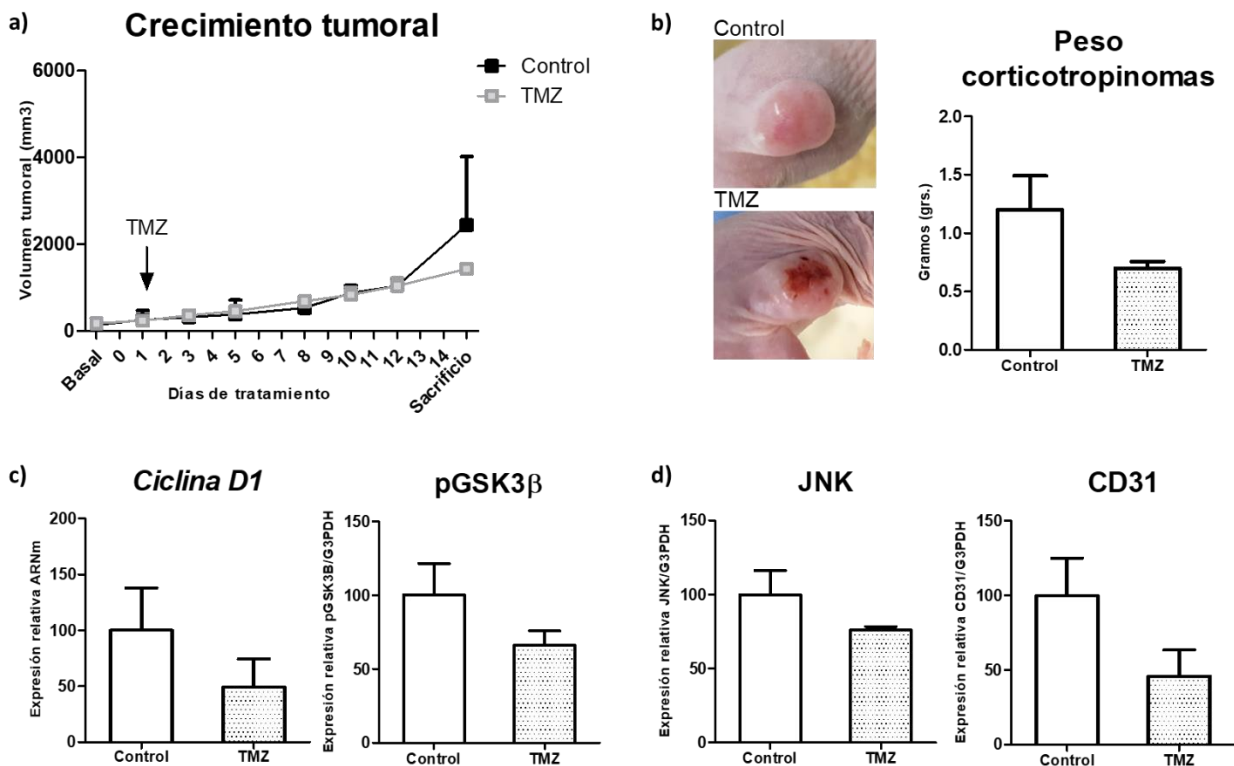 a)
Crecimiento tumoral
Control
TMZ
Volumen tumoral (mm3)
6000
4000
2000
0
TMZ
Basal 0 1 2 3 4 5 6 7 8 9 10 11 12 13 14 Sacrificio
Días de tratamiento
b)
Control
TMZ
Peso
corticotropinomas
Gramos (grs.)
2.0
1.5
1.0
0.5
0.0
Control TMZ
c)
Ciclina D1
Expresión relativa ARNm
200
150
100
50
0
Control TMZ
pGSK3β
Expresión relativa pGSK3B/G3PDH
150
100
50
0
Control TMZ
d)
JNK
Expresión relativa JNK/G3PDH
150
100
50
0
Control TMZ
CD31
Expresión relativa CD31/G3PDH
150
100
50
0
Control TMZ